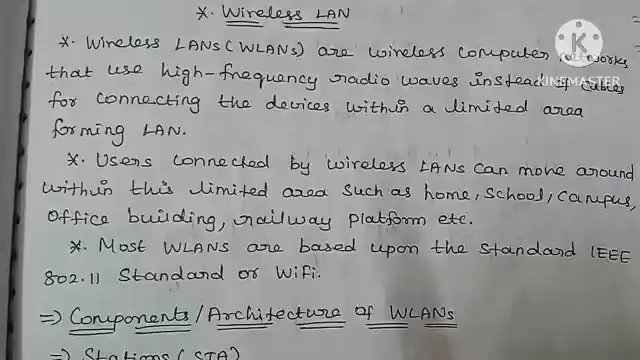 * Wireless LAN
* Wireless LANs (WLANs) are wireless computer networks
that use high-frequency radio waves instead of cables
for connecting the devices within a limited area
forming LAN.
* Users connected by wireless LANs can move around
within this limited area such as home, school, campus,
office building, railway platform etc.
* Most WLANS are based upon the standard IEEE
802.11 Standard or WiFi.
⇒ Components/Architecture of WLANs
⇒ Stations (STA)
K
KINEMASTER